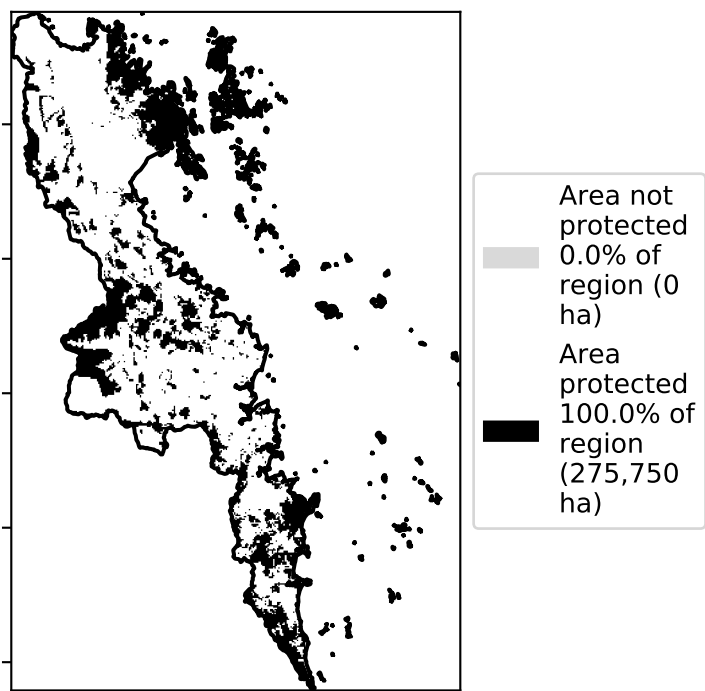 Area not
protected
0.0% of
region (0
ha)
Area
protected
100.0% of
region
(275,750
ha)